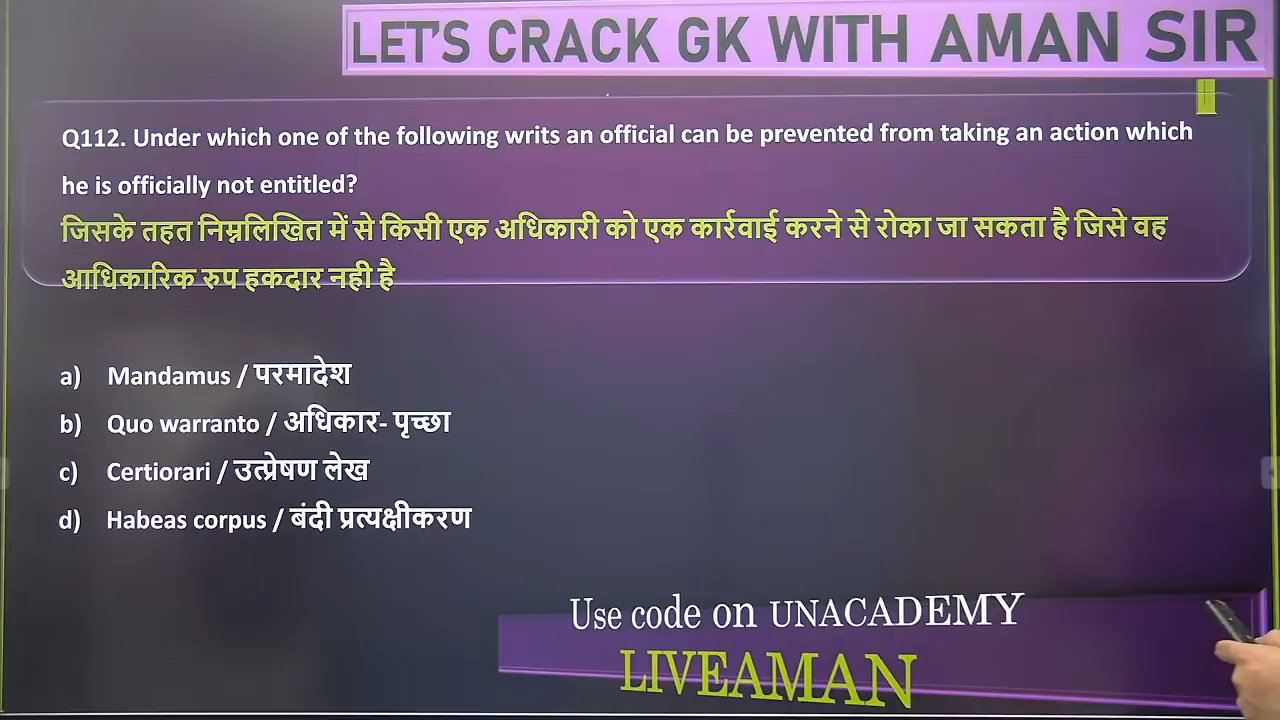 LET'S CRACK GK WITH AMAN SIR
Q112. Under which one of the following writs an official can be prevented from taking an action which
he is officially not entitled?
जिसके तहत निम्नलिखित में से किसी एक अधिकारी को एक कार्रवाई करने से रोका जा सकता है जिसे वह
आधिकारिक रुप हकदार नही है
a) Mandamus / परमादेश
b) Quo warranto / अधिकार- पृच्छा
c) Certiorari / उत्प्रेषण लेख
d) Habeas corpus / बंदी प्रत्यक्षीकरण
Use code on UNACADEMY
LIVEAMAN